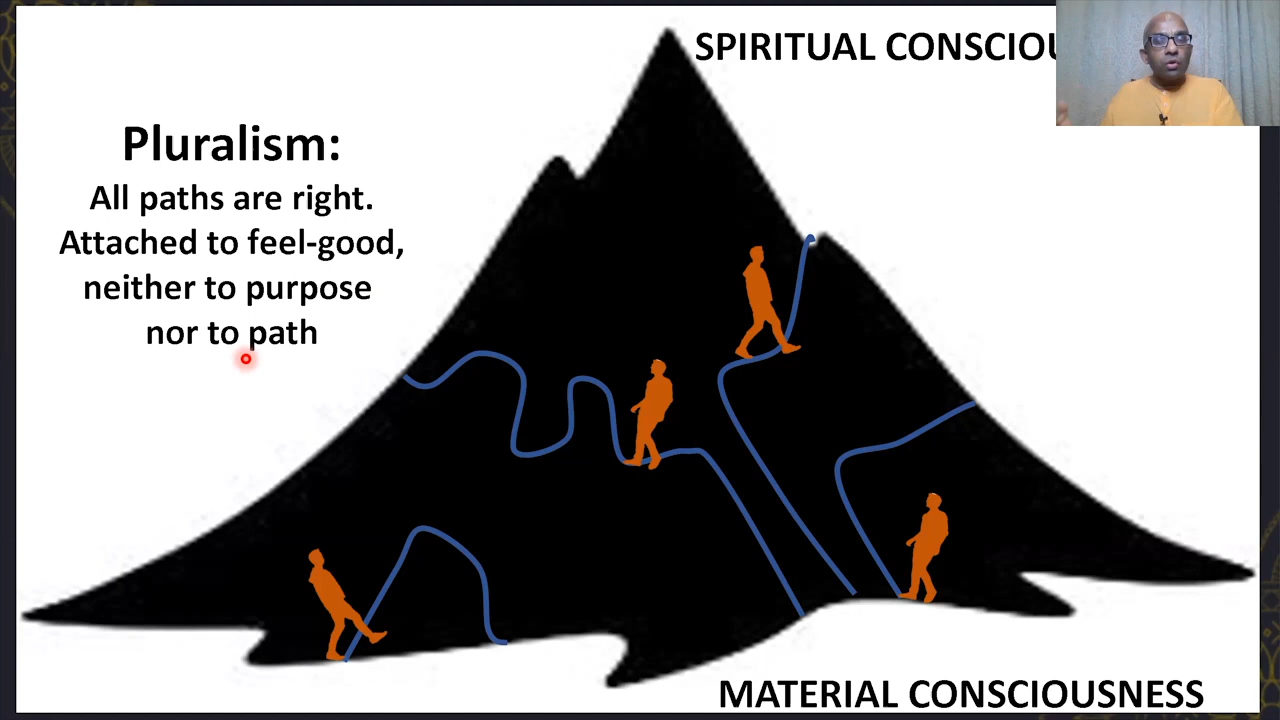 SPIRITUAL CONSCIOU
Pluralism:
All paths are right.
Attached to feel-good,
neither to purpose
nor to path
MATERIAL CONSCIOUSNESS